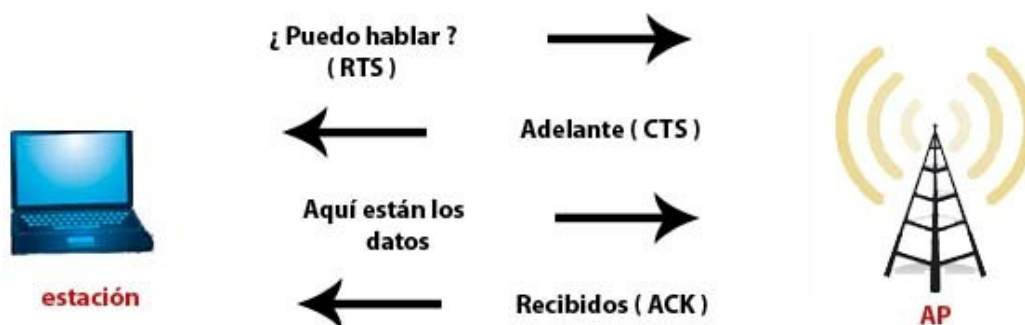 ¿ Puedo hablar ?
( RTS )
Adelante ( CTS )
Aquí están los
datos
estación
Recibidos ( ACK )
AP